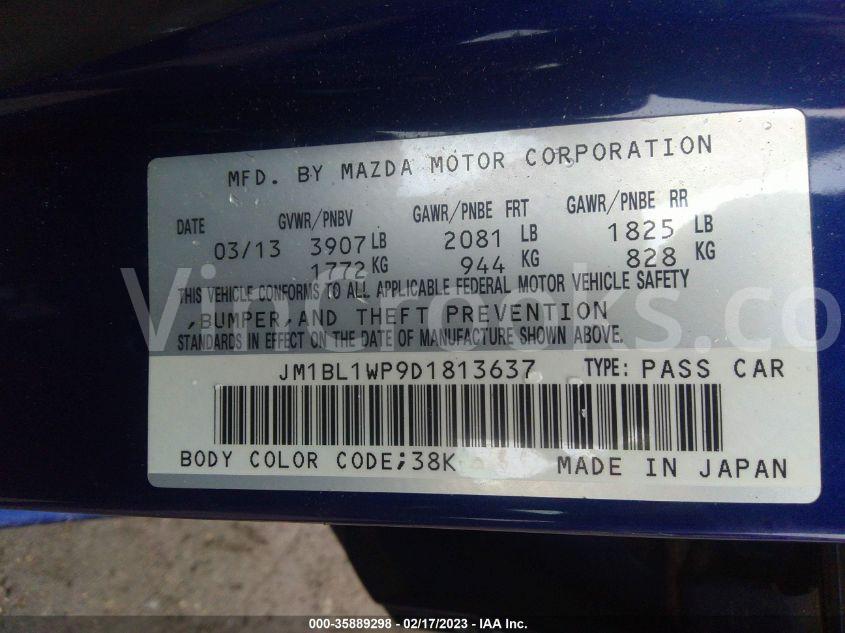 MFD. BY MAZDA MOTOR CORPORATION
DATE GVWR/PNBV GAWR/PNBE FRT GAWR/PNBE RR
03/13 3907 LB 2081 LB 1825 LB
1772 KG 944 KG 828 KG
THIS VEHICLE CONFORMS TO ALL APPLICABLE FEDERAL MOTOR VEHICLE SAFETY
,BUMPER,AND THEFT PREVENTION
STANDARDS IN EFFECT ON THE DATE OF MANUFACTURE SHOWN ABOVE.
JM1BL1WP9D1813637 TYPE: PASS CAR
BODY COLOR CODE;38K MADE IN JAPAN
VinCrooks.co
000-35889298 - 02/17/2023 - IAA Inc.